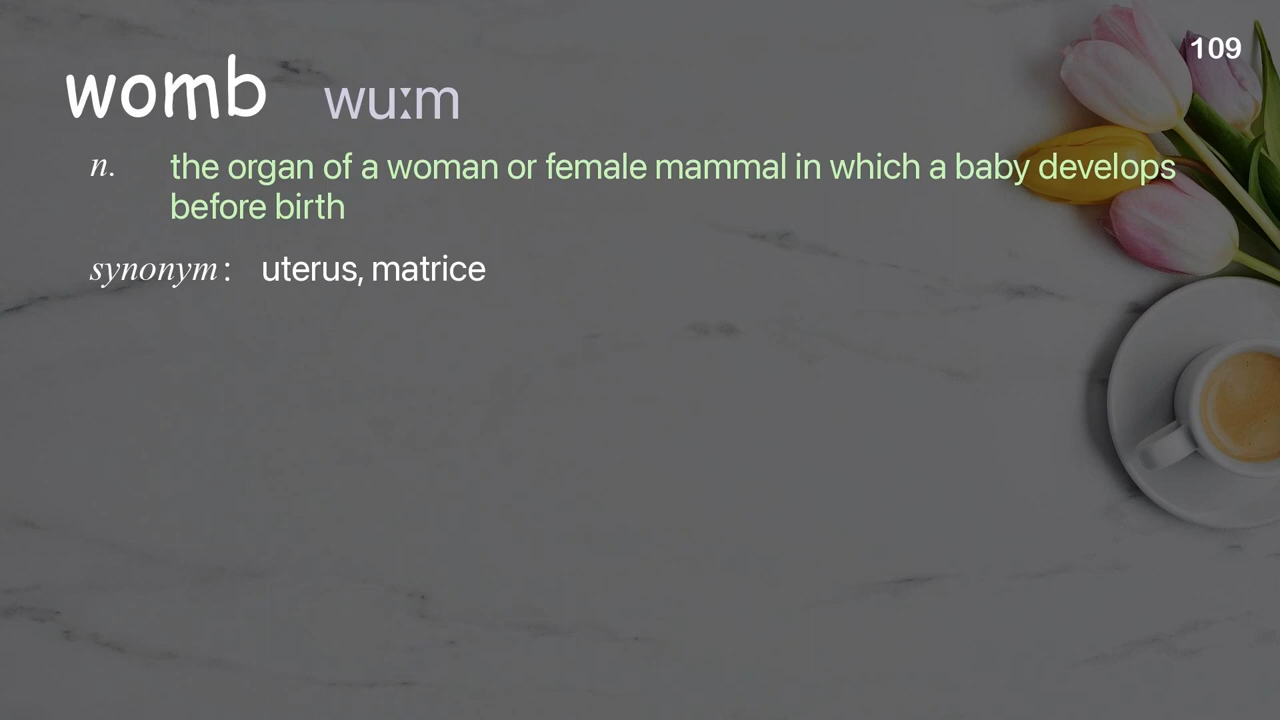 109
womb wuːm
n. the organ of a woman or female mammal in which a baby develops
before birth
synonym: uterus, matrice